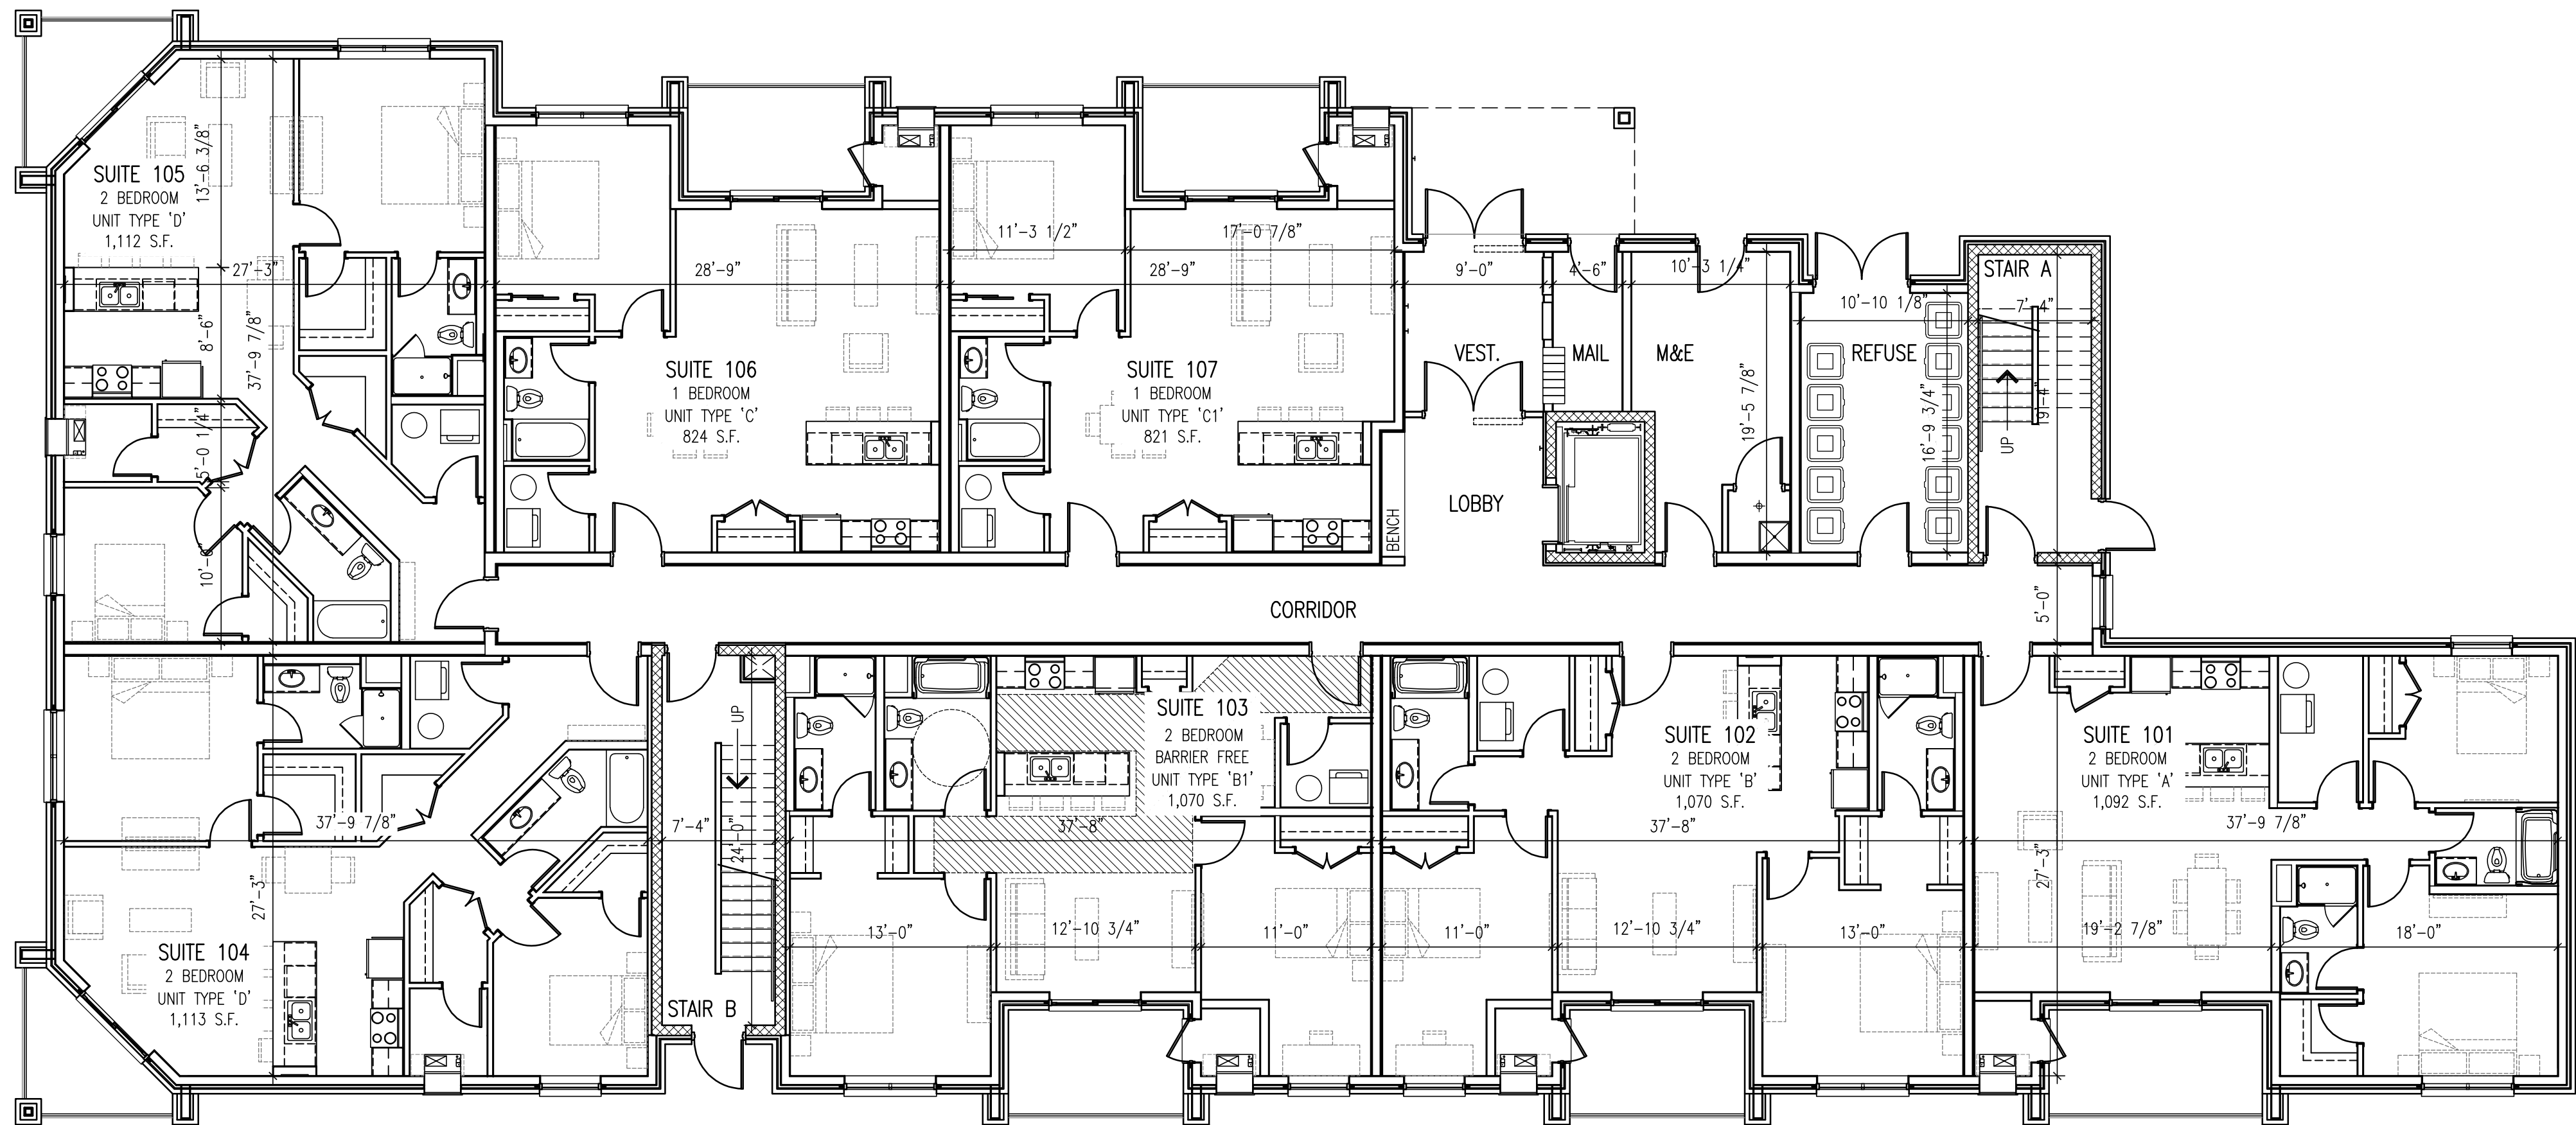 SUITE 105
2 BEDROOM
UNIT TYPE ‘D’
1,112 S.F.
13’-6 3/8”
27’-3”
8’-6”
37’-9 7/8”
5’-0 1/4”
28’-9”
SUITE 106
1 BEDROOM
UNIT TYPE ‘C’
824 S.F.
11’-3 1/2”
17’-0 7/8”
28’-9”
SUITE 107
1 BEDROOM
UNIT TYPE ‘C1’
821 S.F.
9’-0”
4’-6”
10’-3 1/4”
VEST.
MAIL
M&E
19’-5 7/8”
LOBBY
BENCH
10’-10 1/8”
REFUSE
16’-9 3/4”
STAIR A
7’-4”
19’-4”
UP
CORRIDOR
5’-0”
37’-9 7/8”
27’-3”
SUITE 104
2 BEDROOM
UNIT TYPE ‘D’
1,113 S.F.
UP
7’-4”
24’-0”
STAIR B
SUITE 103
2 BEDROOM
BARRIER FREE
UNIT TYPE ‘B1’
1,070 S.F.
37’-8”
13’-0”
12’-10 3/4”
11’-0”
SUITE 102
2 BEDROOM
UNIT TYPE ‘B’
1,070 S.F.
37’-8”
11’-0”
12’-10 3/4”
13’-0”
SUITE 101
2 BEDROOM
UNIT TYPE ‘A’
1,092 S.F.
37’-9 7/8”
27’-3”
19’-2 7/8”
18’-0”